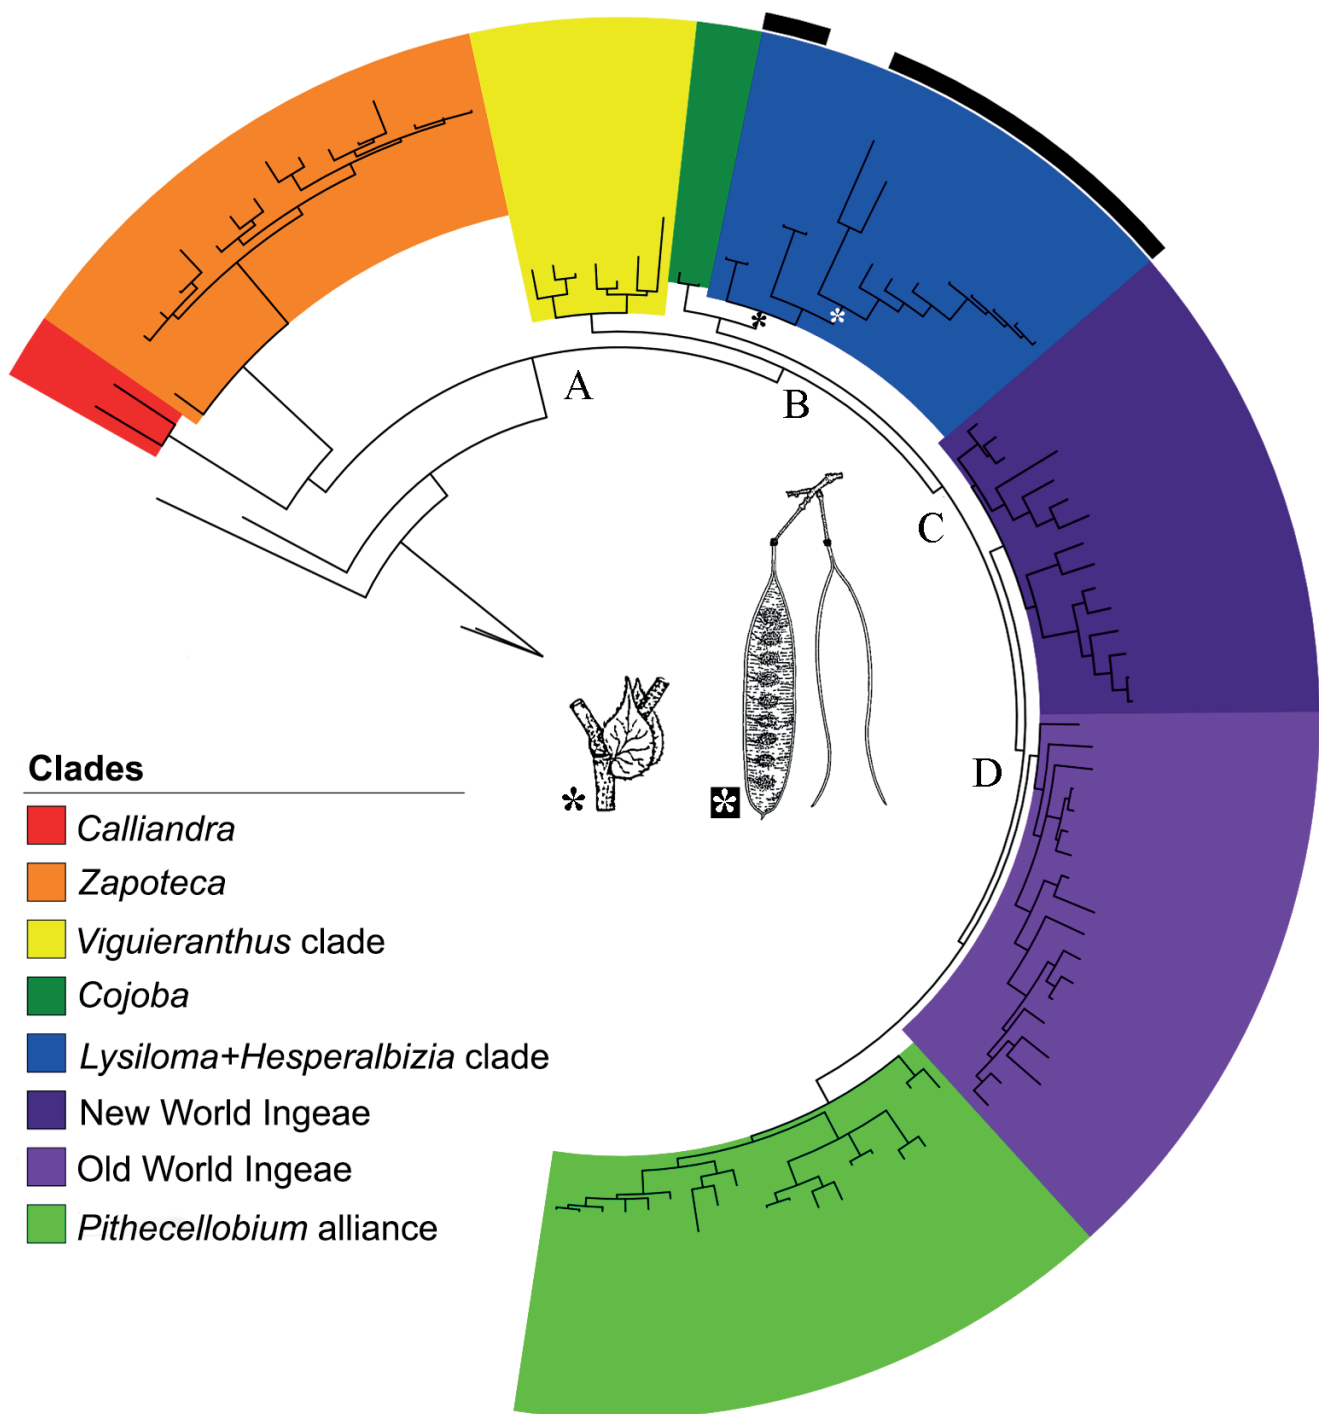 A
B
C
D
*
*
*
*
Clades
Calliandra
Zapoteca
Viguieranthus clade
Cojoba
Lysiloma+Hesperalbizia clade
New World Ingeae
Old World Ingeae
Pithecellobium alliance